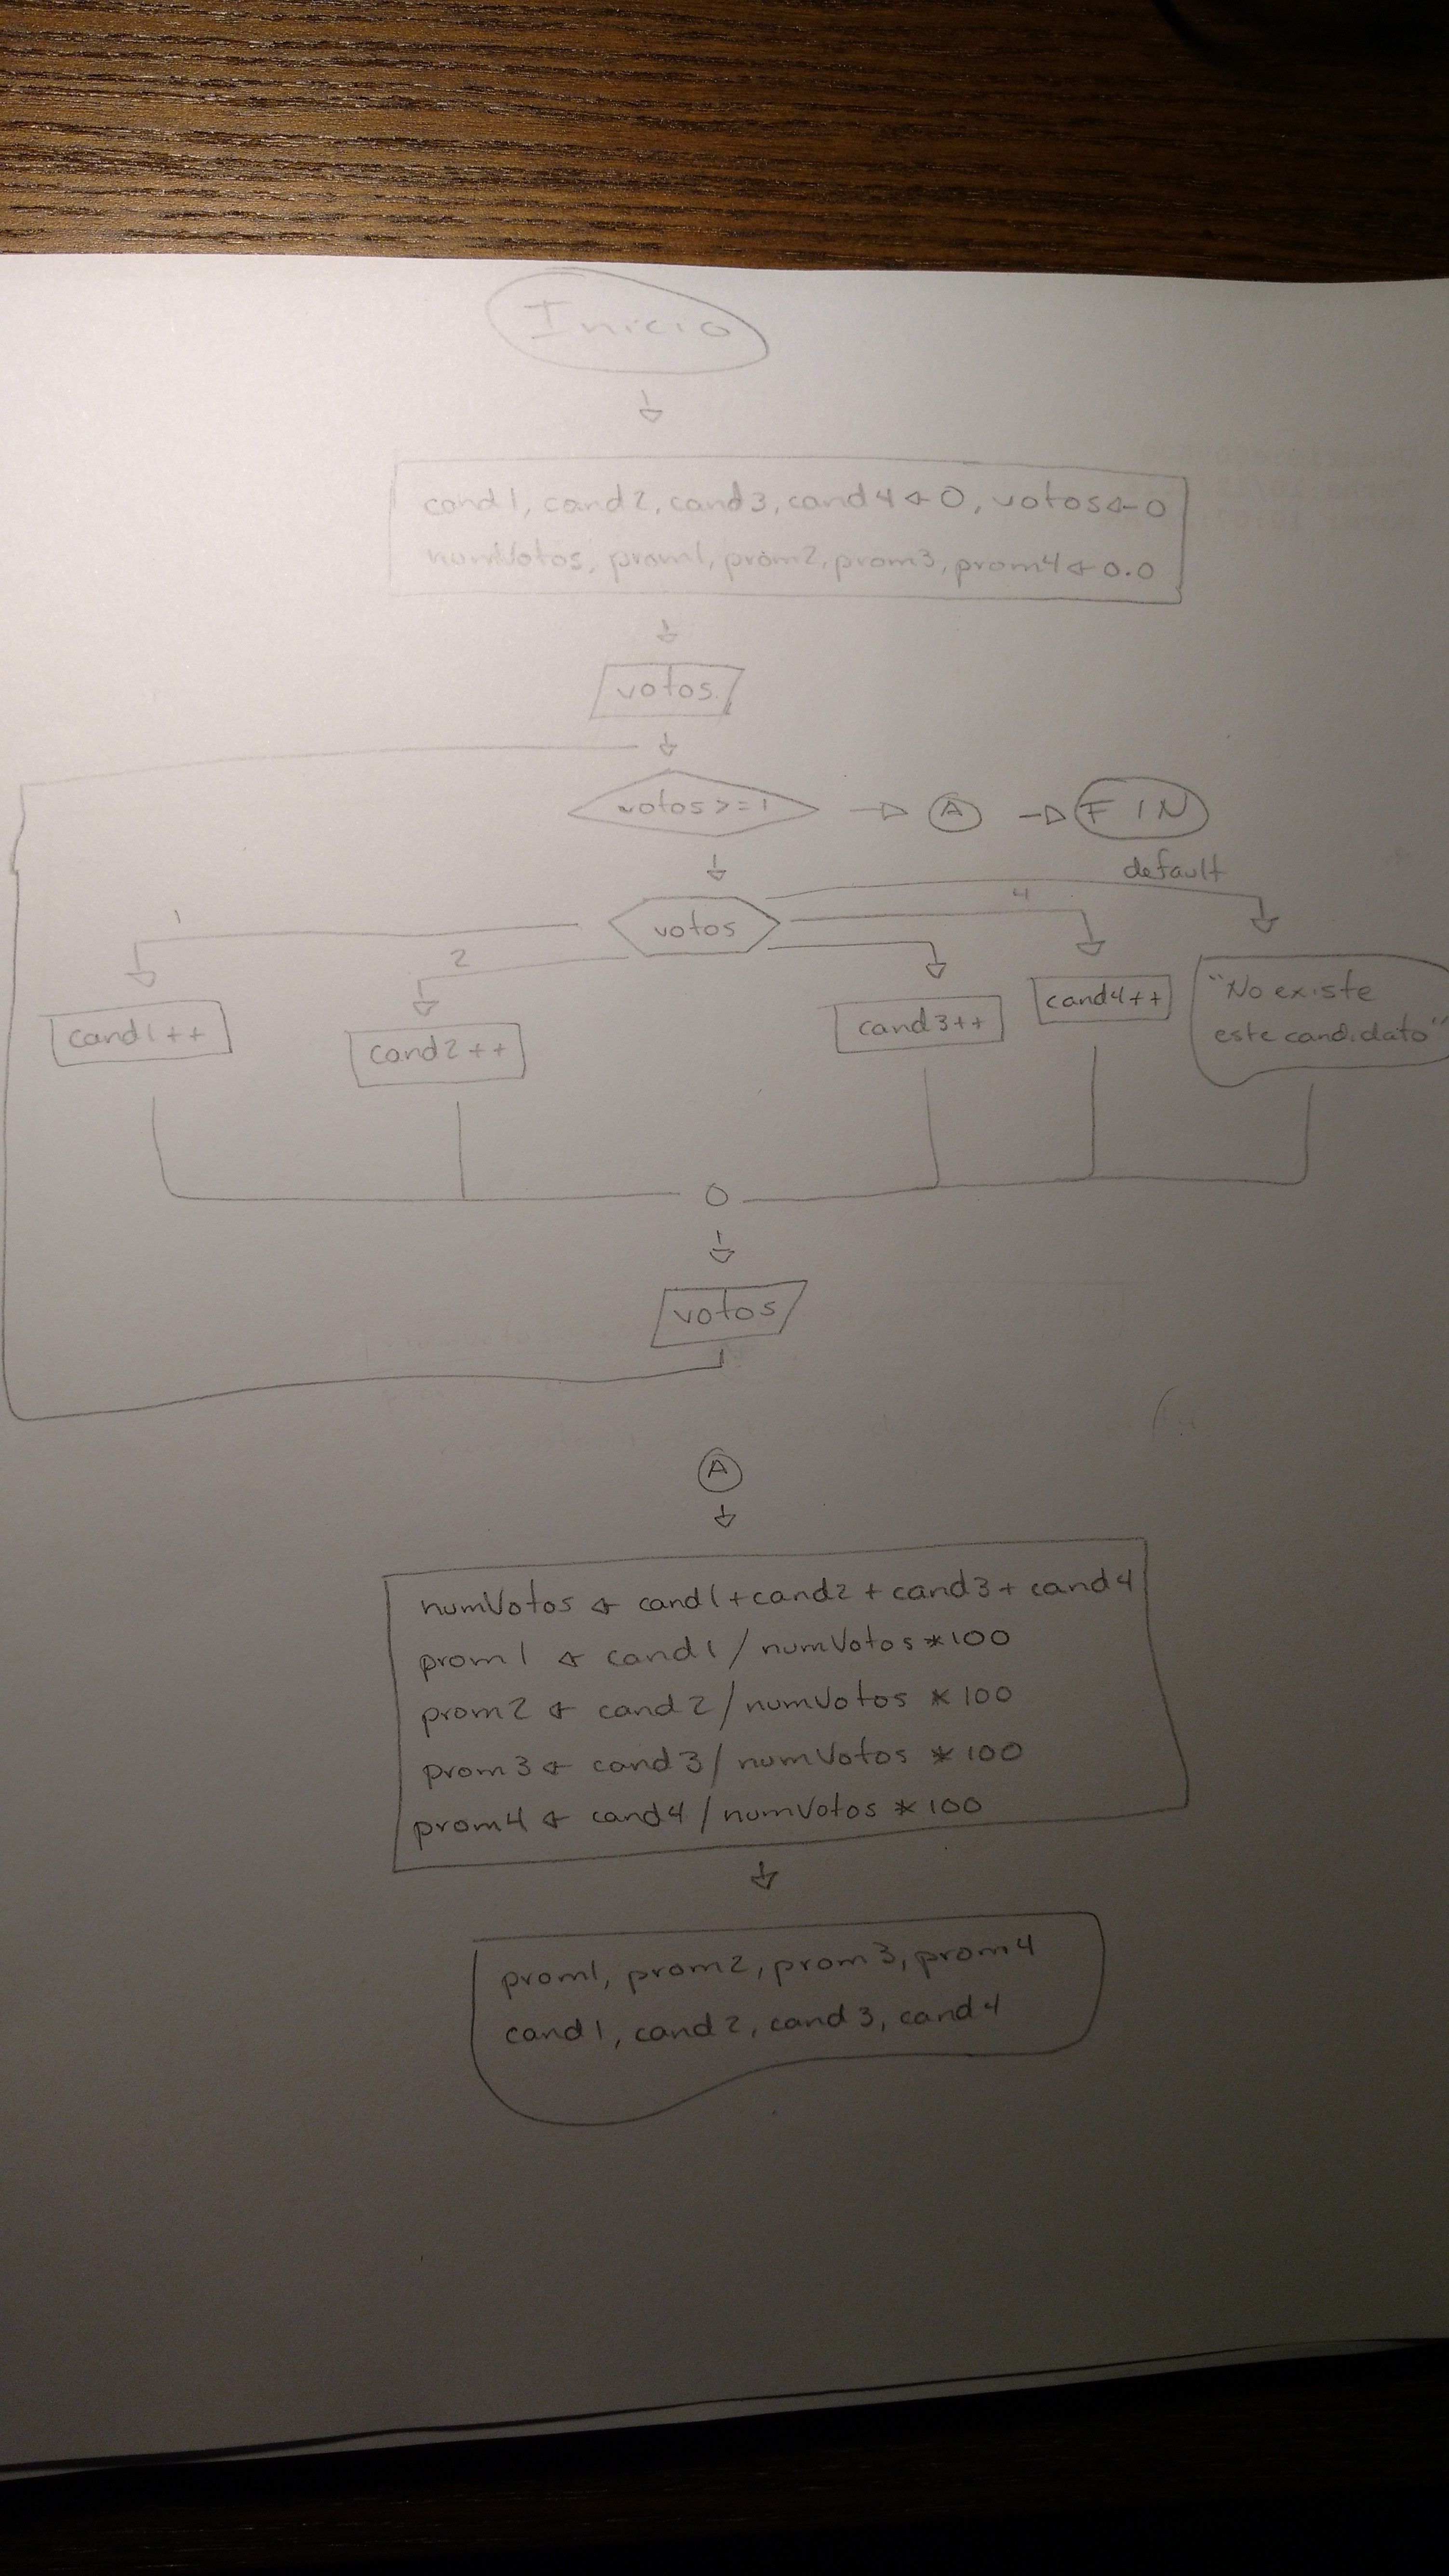 Inicio
cand1, cand2, cand3, cand4 ← 0, votos ← 0
numVotos, prom1, prom2, prom3, prom4 ← 0.0
votos
votos >= 1
A
FIN
default
1
2
4
votos
cand1++
cand2++
cand3++
cand4++
"No existe
este candidato"
votos
A
numVotos ← cand1 + cand2 + cand3 + cand4
prom1 ← cand1 / numVotos * 100
prom2 ← cand2 / numVotos * 100
prom3 ← cand3 / numVotos * 100
prom4 ← cand4 / numVotos * 100
prom1, prom2, prom3, prom4
cand1, cand2, cand3, cand4